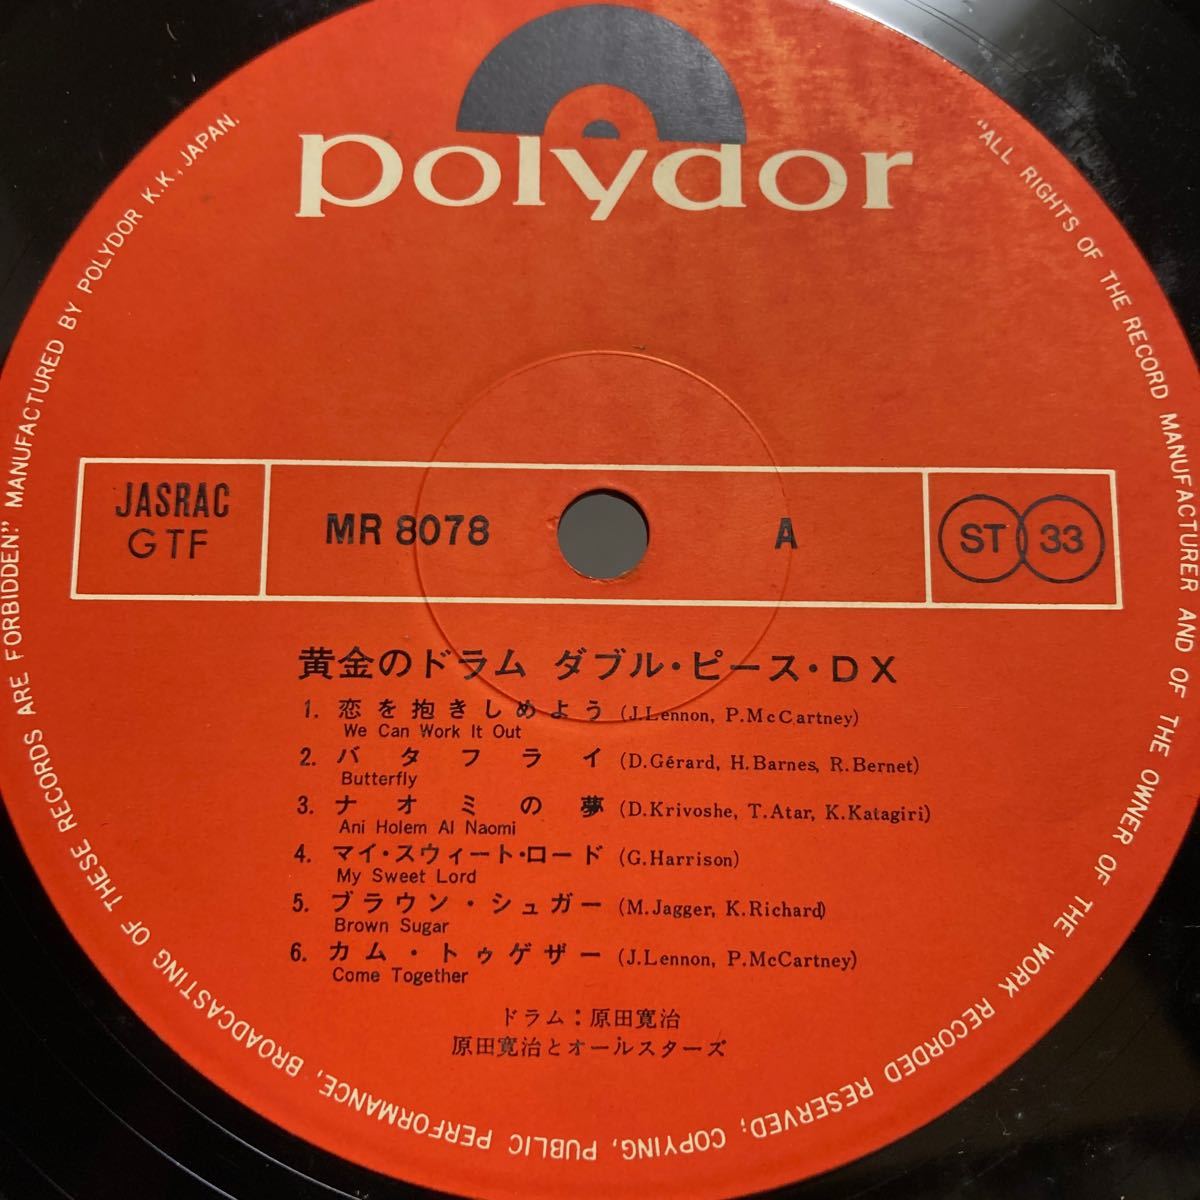 polydor
"ALL RIGHTS OF THE RECORD MANUFACTURER AND OF THE OWNER OF THE WORK RECORDED RESERVED; COPYING, PUBLIC PERFORMANCE, BROADCASTING OF THESE RECORDS ARE FORBIDDEN." MANUFACTURED BY POLYDOR K.K., JAPAN.
JASRAC
GTF
MR 8078
A
ST 33
黄金のドラム ダブル・ピース・DX
1. 恋を抱きしめよう (J.Lennon, P.McCartney)
We Can Work It Out
2. バタフライ (D.Gérard, H.Barnes, R.Bernet)
Butterfly
3. ナオミの夢 (D.Krivoshe, T.Atar, K.Katagiri)
Ani Holem Al Naomi
4. マイ・スウィート・ロード (G.Harrison)
My Sweet Lord
5. ブラウン・シュガー (M.Jagger, K.Richard)
Brown Sugar
6. カム・トゥゲザー (J.Lennon, P.McCartney)
Come Together
ドラム：原田寛治
原田寛治とオールスターズ